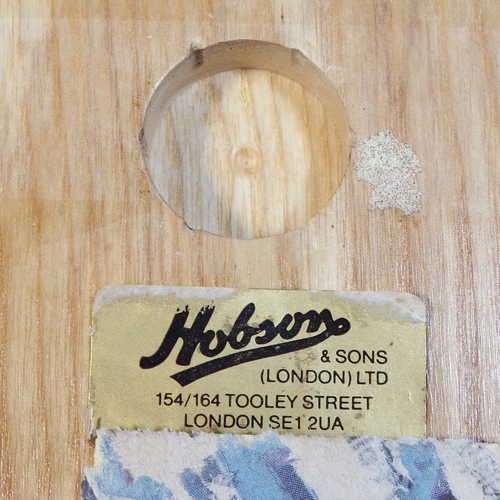 Hobson
& SONS
(LONDON) LTD
154/164 TOOLEY STREET
LONDON SE1 2UA